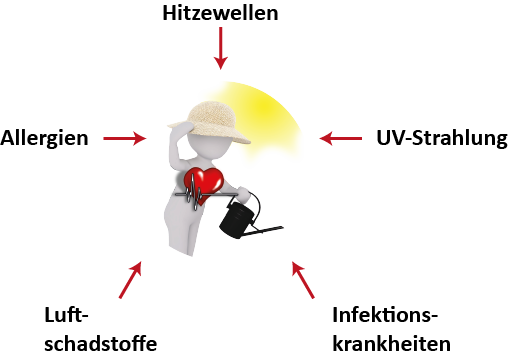 Hitzewellen
Allergien
UV-Strahlung
Luft-
schadstoffe
Infektions-
krankheiten